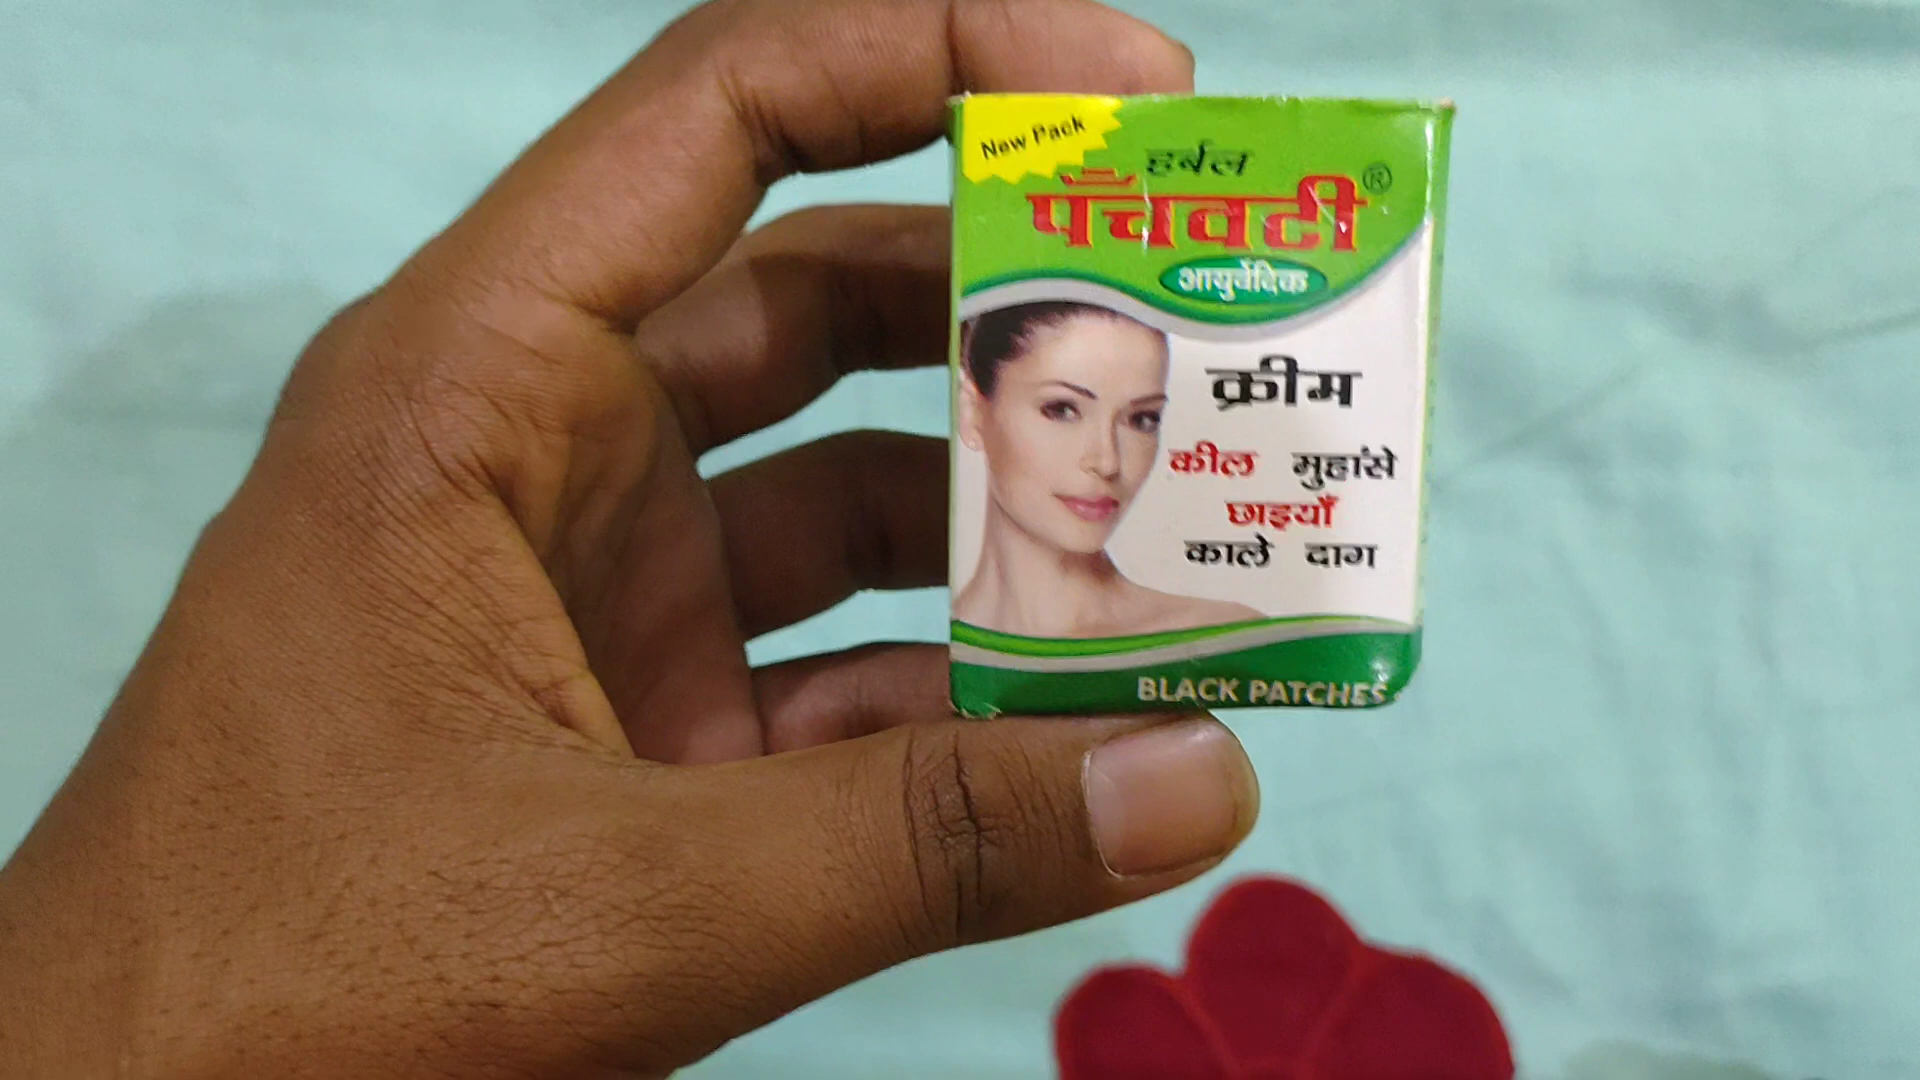 New Pack
हर्बल
पँचवटी®
आयुर्वेदिक
क्रीम
कील मुहांसे
छाइयाँ
काले दाग
BLACK PATCHES